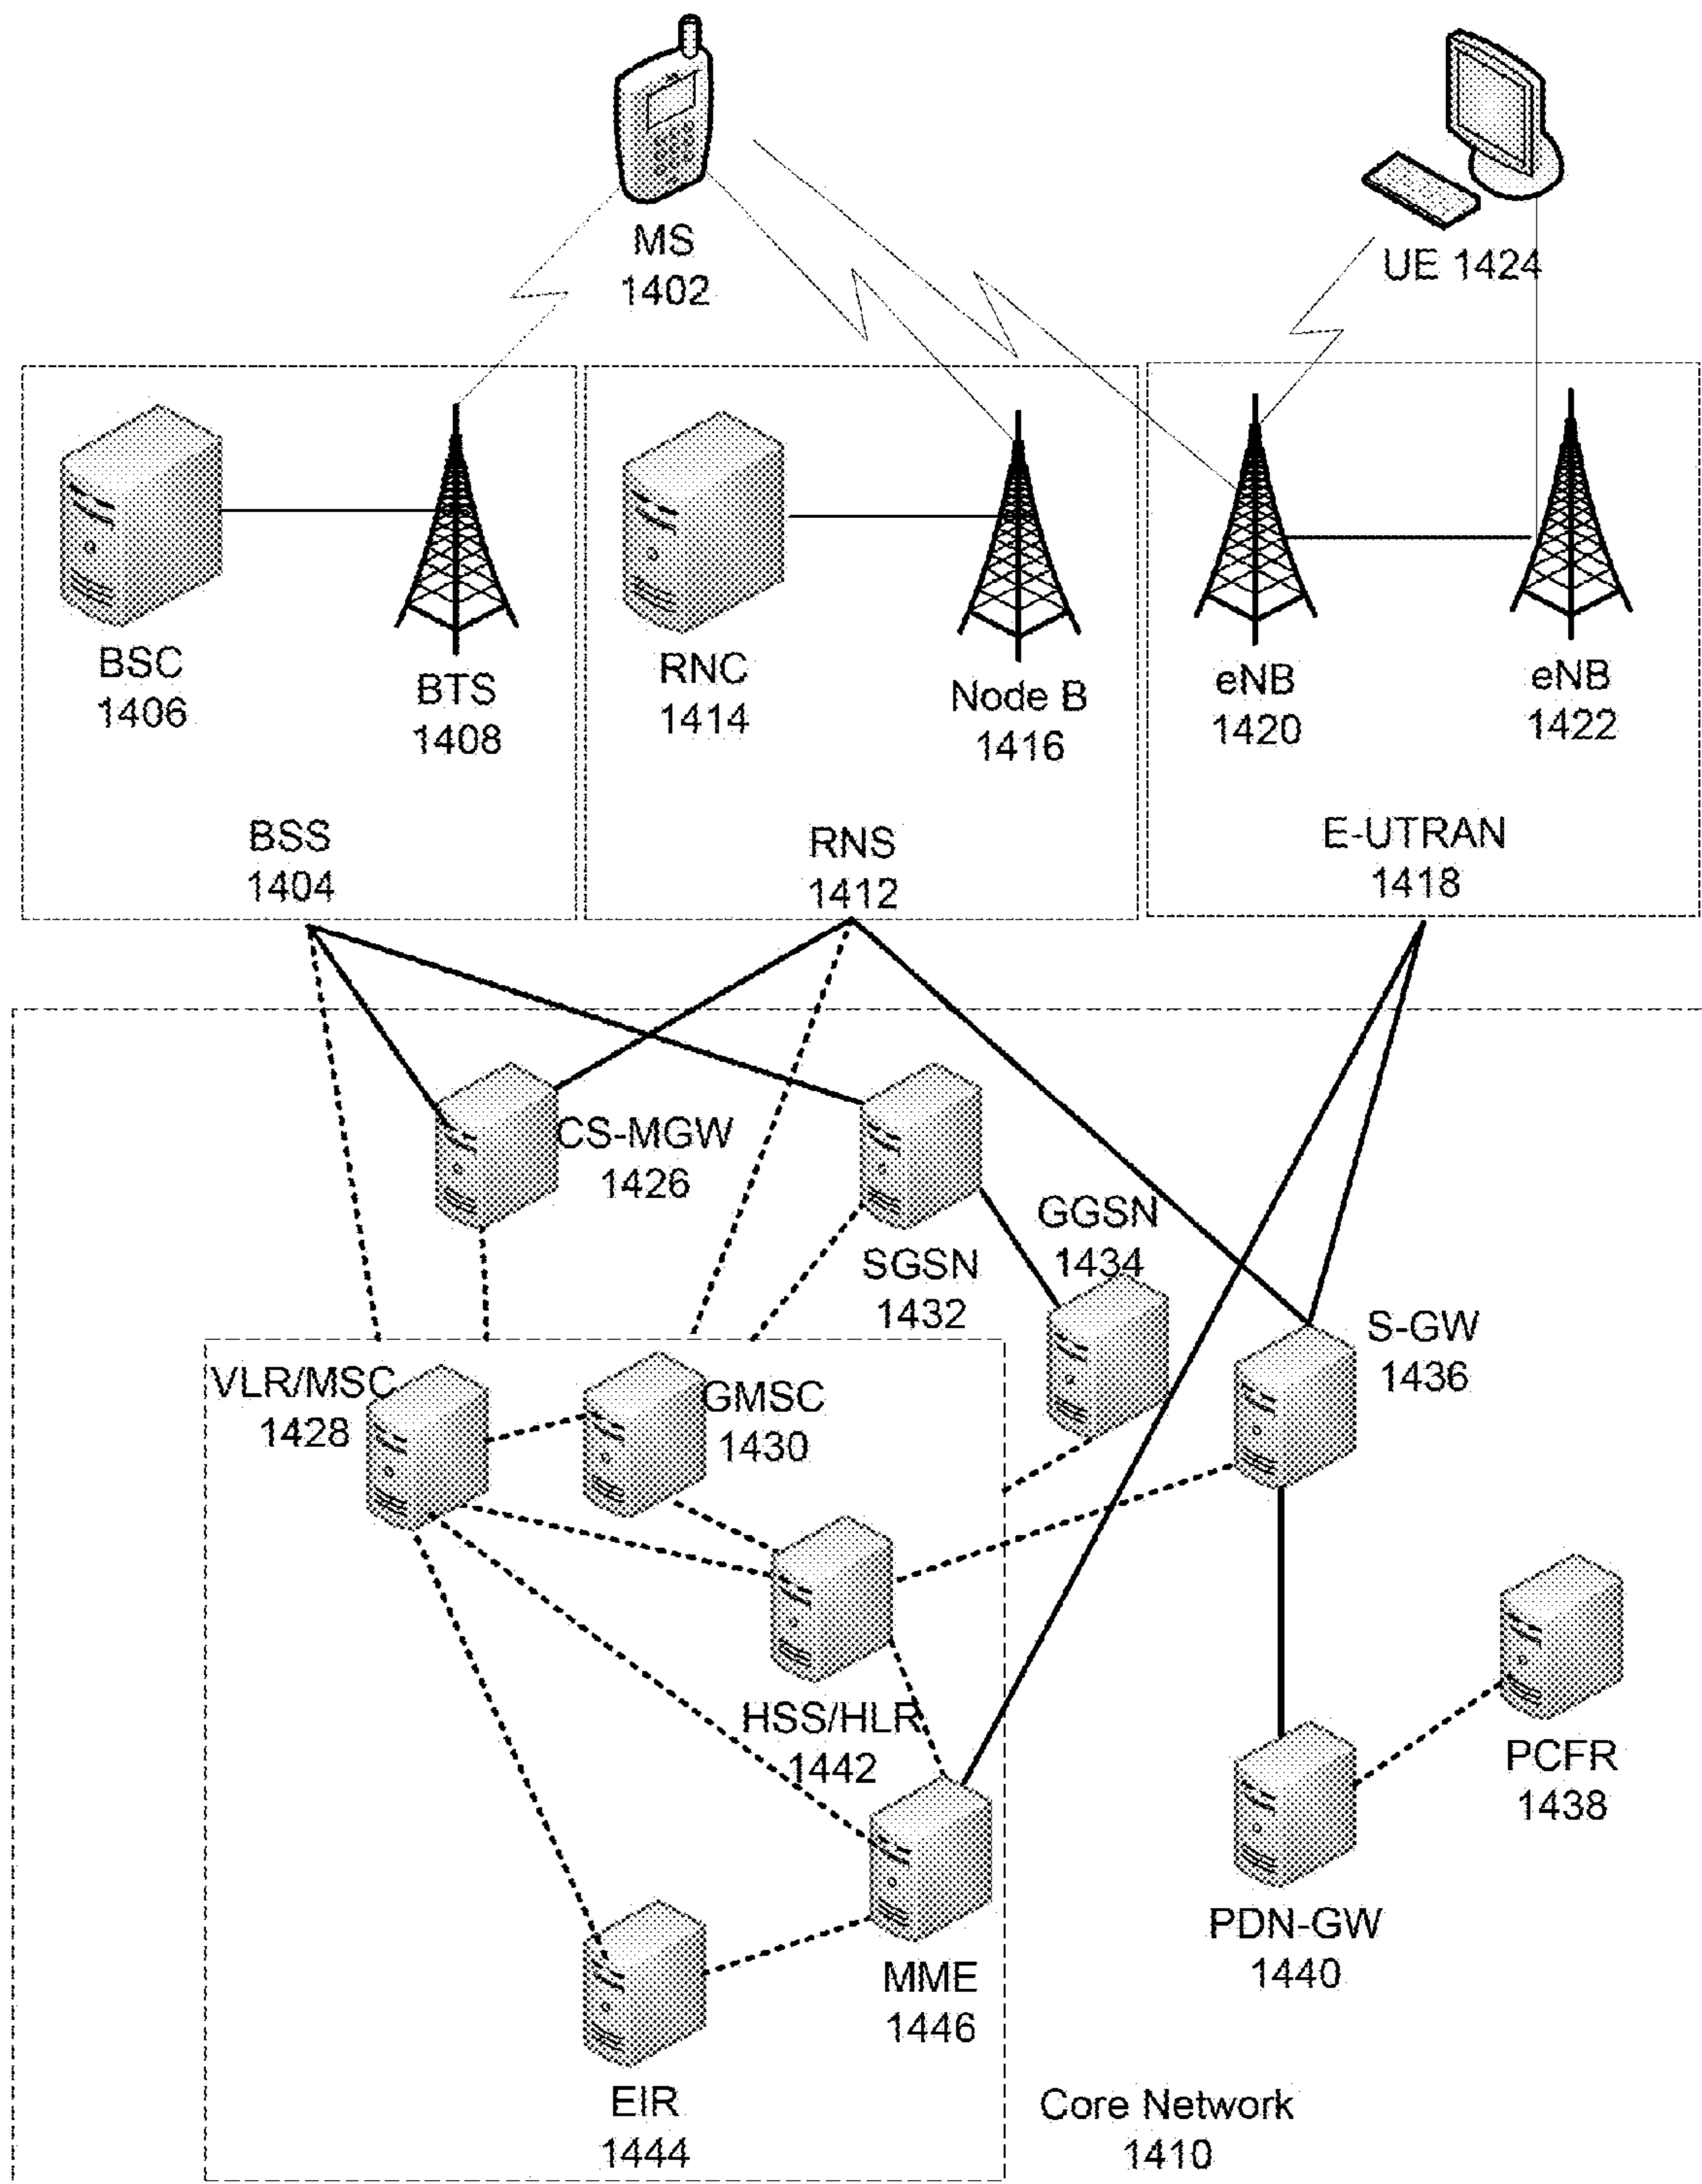 MS
1402
UE 1424
BSC
1406
BTS
1408
RNC
1414
Node B
1416
eNB
1420
eNB
1422
BSS
1404
RNS
1412
E-UTRAN
1418
CS-MGW
1426
SGSN
1432
GGSN
1434
S-GW
1436
VLR/MSC
1428
GMSC
1430
HSS/HLR
1442
PCFR
1438
PDN-GW
1440
MME
1446
EIR
1444
Core Network
1410